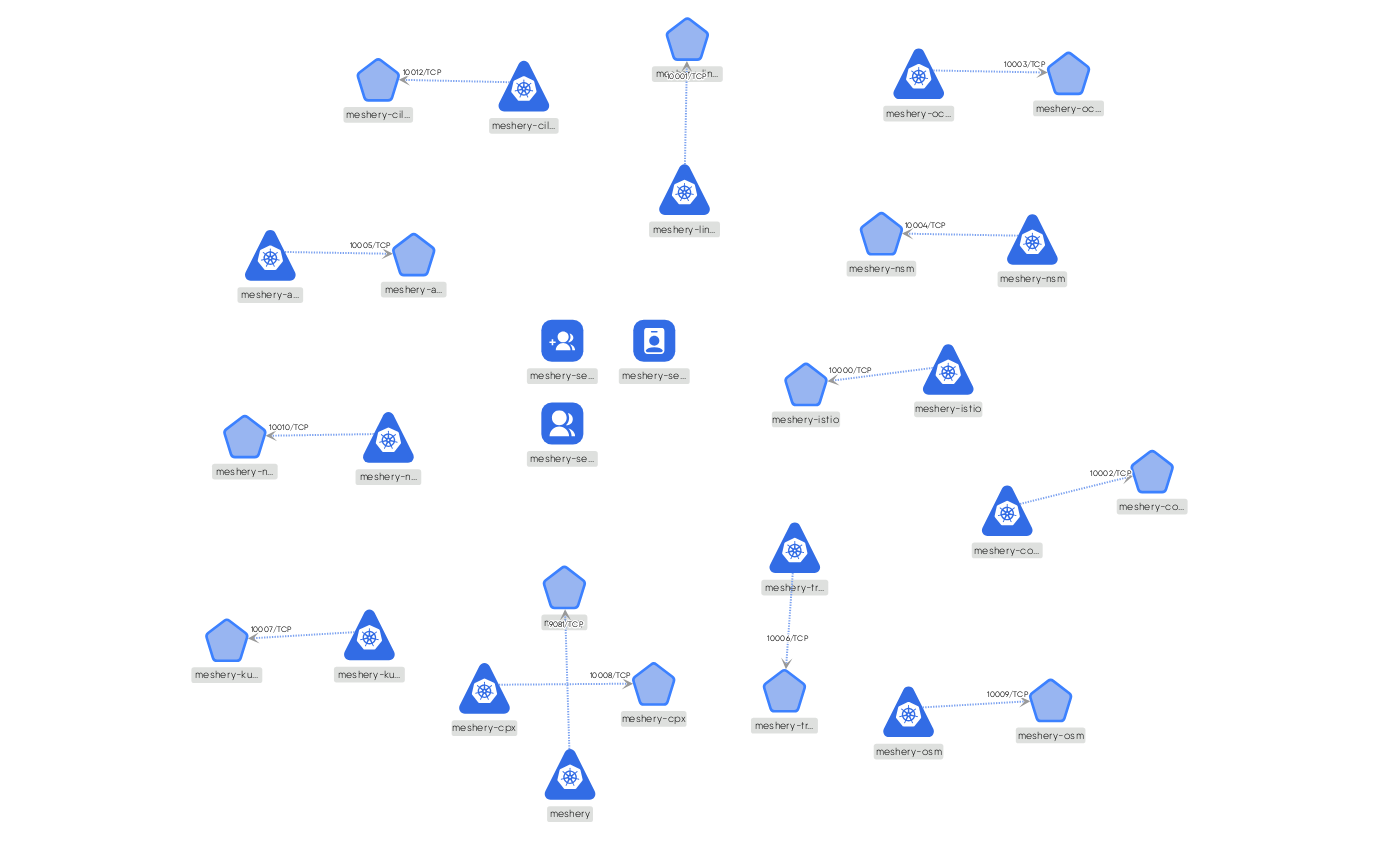 10012/TCP
meshery-cil...
meshery-cil...
10001/TCP
meshery-lin...
10003/TCP
meshery-oc...
meshery-oc...
10005/TCP
meshery-a...
meshery-a...
10004/TCP
meshery-nsm
meshery-nsm
meshery-se...
meshery-se...
meshery-se...
10000/TCP
meshery-istio
meshery-istio
10010/TCP
meshery-n...
meshery-n...
10002/TCP
meshery-co...
meshery-co...
meshery-tr...
10006/TCP
meshery-tr...
10007/TCP
meshery-ku...
meshery-ku...
9081/TCP
10008/TCP
meshery-cpx
meshery-cpx
meshery
10009/TCP
meshery-osm
meshery-osm